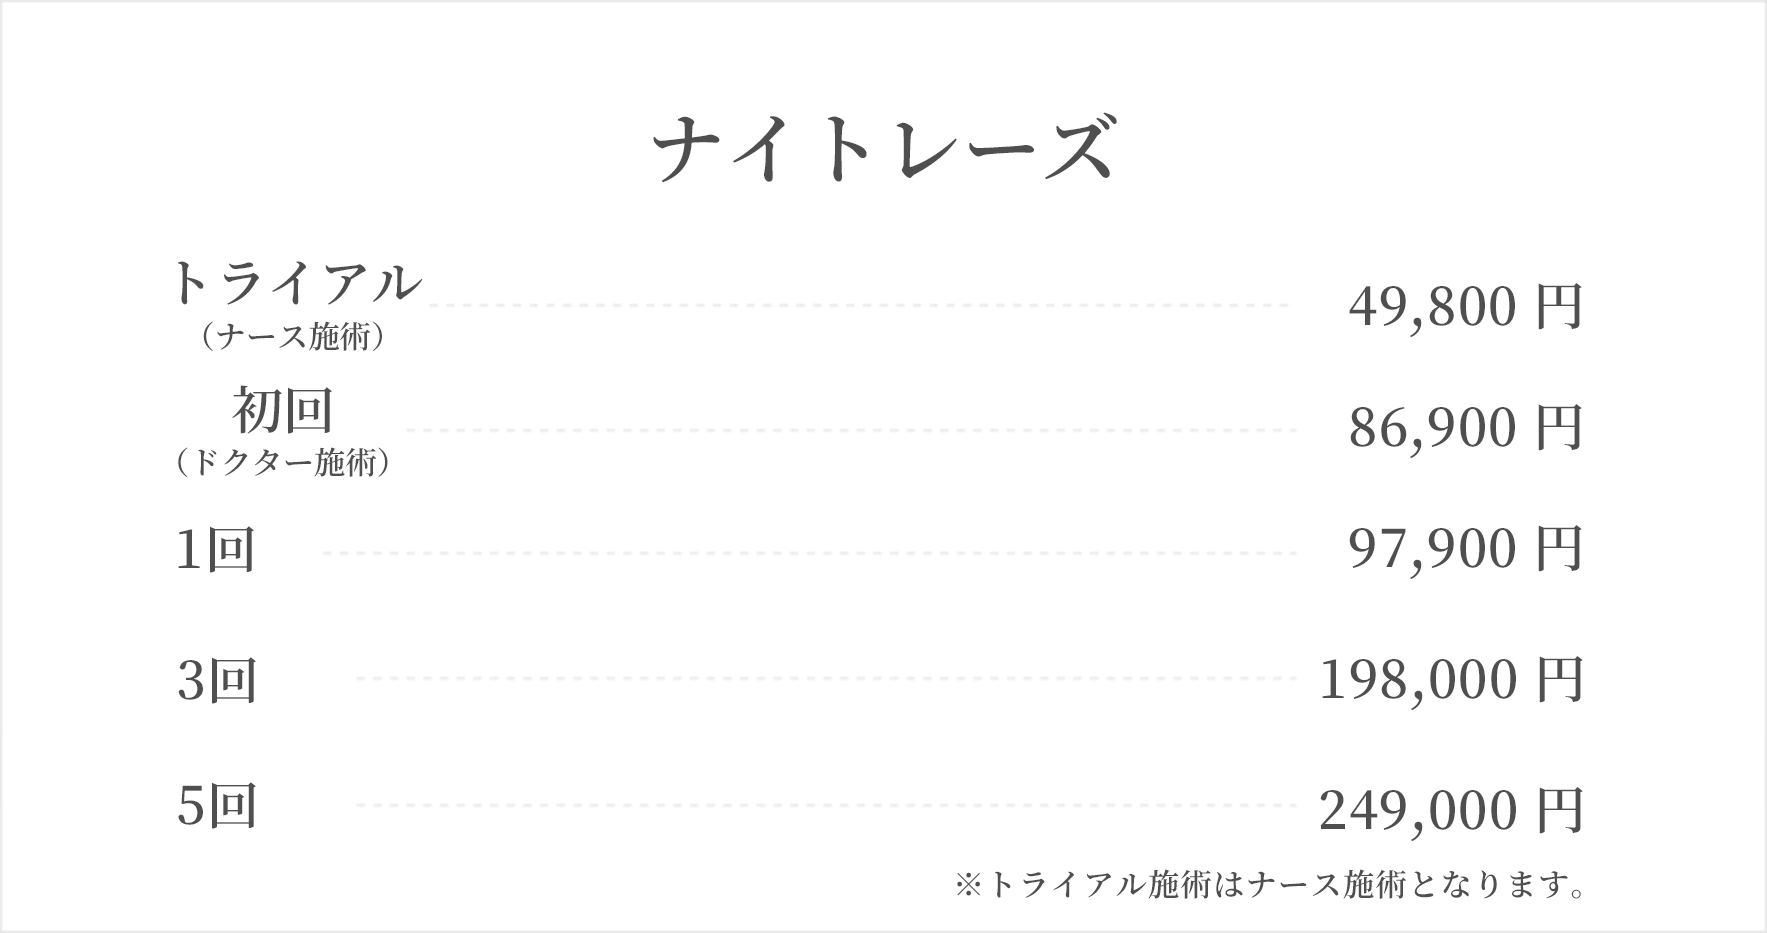 ナイトレーズ
トライアル 49,800 円
（ナース施術）
初回 86,900 円
（ドクター施術）
1回 97,900 円
3回 198,000 円
5回 249,000 円
※トライアル施術はナース施術となります。